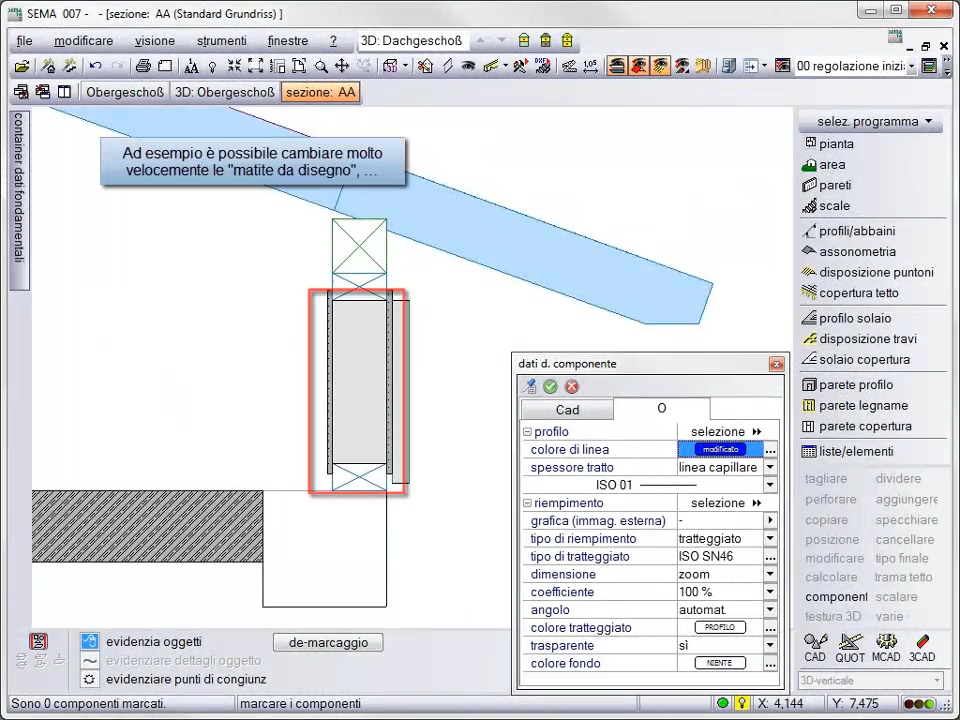 SEMA 007 - - [sezione: AA (Standard Grundriss) ]
file modificare visione strumenti finestre ? 3D: Dachgeschoß
00 regolazione inizi
Obergeschoß 3D: Obergeschoß sezione: AA
container dati fondamentali
Ad esempio è possibile cambiare molto
velocemente le "matite da disegno", ...
selez. programma
pianta
area
pareti
scale
profili/abbaini
assonometria
disposizione puntoni
copertura tetto
profilo solaio
disposizione travi
solaio copertura
parete profilo
parete legname
parete copertura
liste/elementi
tagliare dividere
perforare aggiungere
copiare specchiare
posizione cancellare
modificare tipo finale
calcolare trama tetto
component scalare
testura 3D varie
CAD QUOT MCAD 3CAD
3D-verticale
dati d. componente
Cad O
profilo selezione
colore di linea modificato ...
spessore tratto linea capillare
ISO 01
riempimento selezione
grafica (immag. esterna) -
tipo di riempimento tratteggiato
tipo di tratteggiato ISO SN46 ...
dimensione zoom
coefficiente 100 %
angolo automat.
colore tratteggiato PROFILO ...
trasparente sì
colore fondo NIENTE ...
evidenzia oggetti de-marcaggio
evidenziare dettagli oggetto
evidenziare punti di congiunz
Sono 0 componenti marcati. marcare i componenti X: 4,144 Y: 7,475